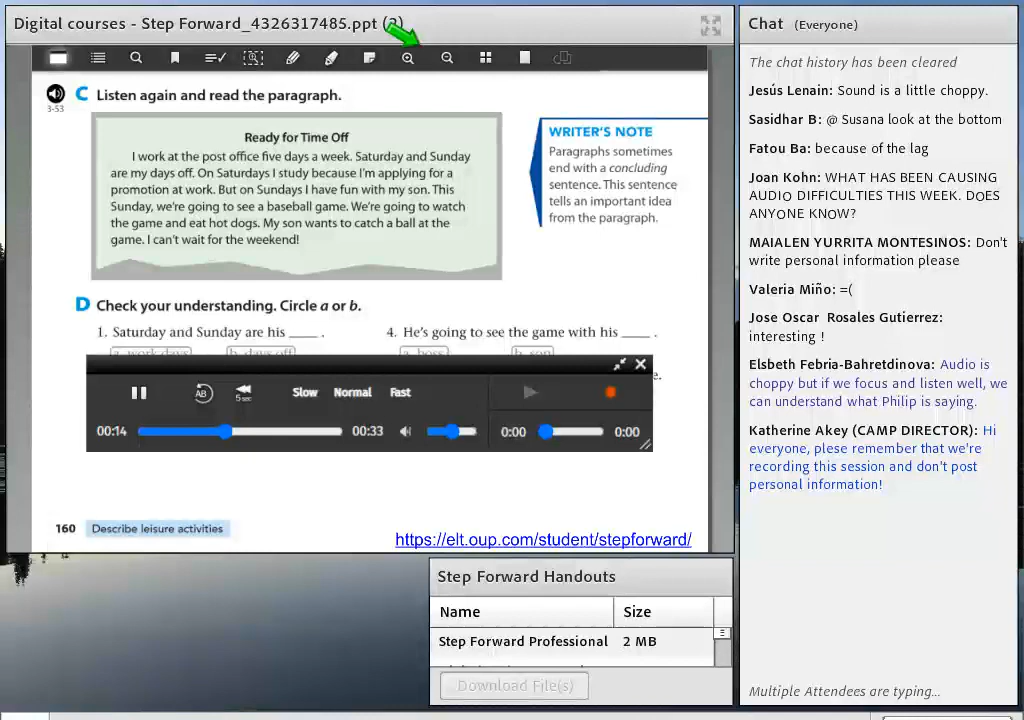 Digital courses - Step Forward_4326317485.ppt (2)
3-53
C Listen again and read the paragraph.
Ready for Time Off
I work at the post office five days a week. Saturday and Sunday
are my days off. On Saturdays I study because I'm applying for a
promotion at work. But on Sundays I have fun with my son. This
Sunday, we're going to see a baseball game. We're going to watch
the game and eat hot dogs. My son wants to catch a ball at the
game. I can't wait for the weekend!
WRITER'S NOTE
Paragraphs sometimes
end with a concluding
sentence. This sentence
tells an important idea
from the paragraph.
D Check your understanding. Circle a or b.
1. Saturday and Sunday are his ____ .
a. work days b. days off
4. He's going to see the game with his ____ .
a. boss b. son
e.
AB 5 sec Slow Normal Fast
00:14 00:33 0:00 0:00
160 Describe leisure activities
https://elt.oup.com/student/stepforward/
Step Forward Handouts
Name Size
Step Forward Professional 2 MB
Download File(s)
Chat (Everyone)
The chat history has been cleared
Jesús Lenain: Sound is a little choppy.
Sasidhar B: @ Susana look at the bottom
Fatou Ba: because of the lag
Joan Kohn: WHAT HAS BEEN CAUSING
AUDIO DIFFICULTIES THIS WEEK. DOES
ANYONE KNOW?
MAIALEN YURRITA MONTESINOS: Don't
write personal information please
Valeria Miño: =(
Jose Oscar Rosales Gutierrez:
interesting !
Elsbeth Febria-Bahretdinova: Audio is
choppy but if we focus and listen well, we
can understand what Philip is saying.
Katherine Akey (CAMP DIRECTOR): Hi
everyone, plese remember that we're
recording this session and don't post
personal information!
Multiple Attendees are typing...